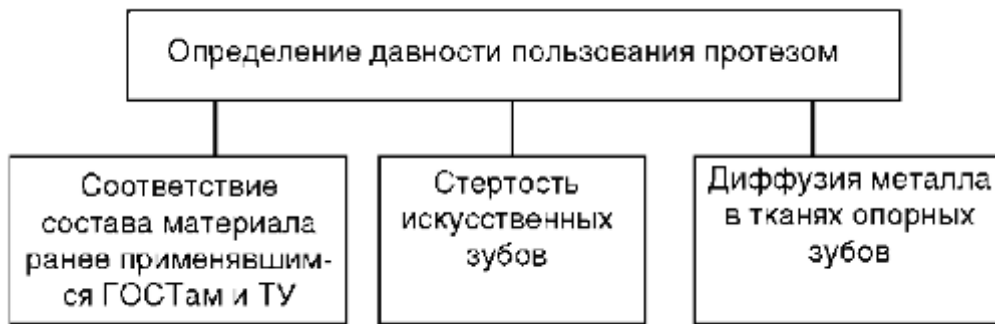 Определение давности пользования протезом
Соответствие
состава материала
ранее применявшим-
ся ГОСТам и ТУ
Стертость
искусственных
зубов
Диффузия металла
в тканях опорных
зубов